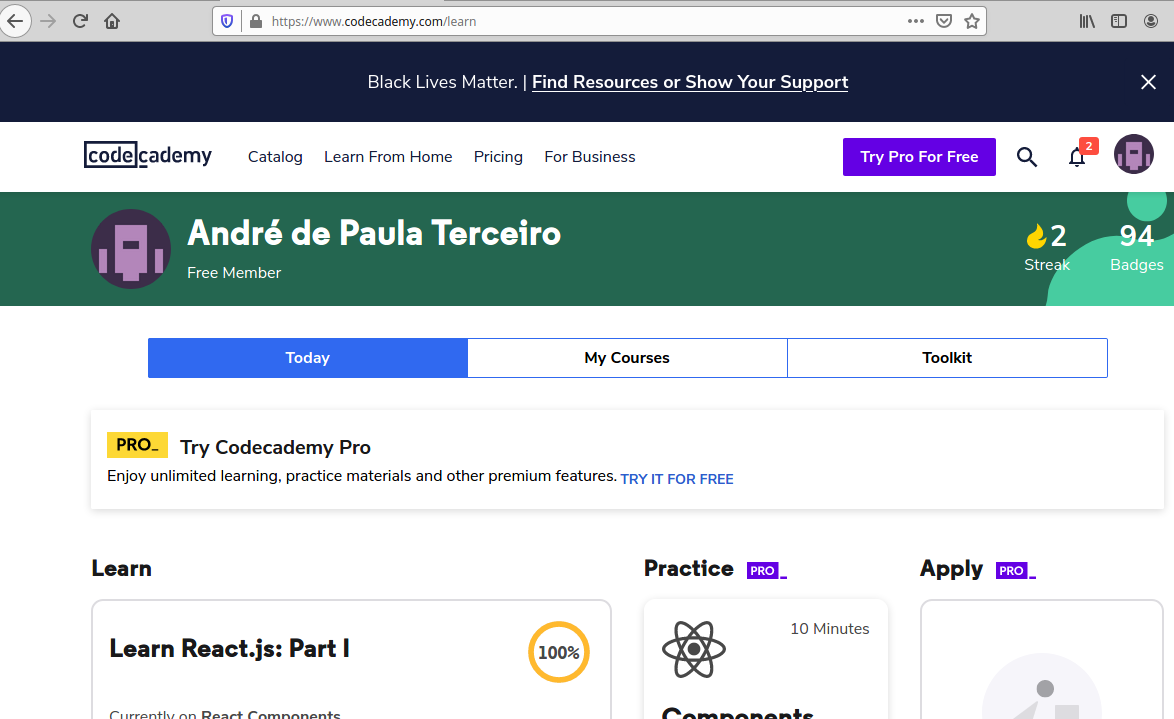 https://www.codecademy.com/learn
Black Lives Matter. | Find Resources or Show Your Support
codecademy
Catalog Learn From Home Pricing For Business
Try Pro For Free
2
André de Paula Terceiro
Free Member
2
Streak
94
Badges
Today My Courses Toolkit
PRO_ Try Codecademy Pro
Enjoy unlimited learning, practice materials and other premium features. TRY IT FOR FREE
Learn
Learn React.js: Part I
100%
Currently on React Components
Practice PRO_
10 Minutes
Components
Apply PRO_